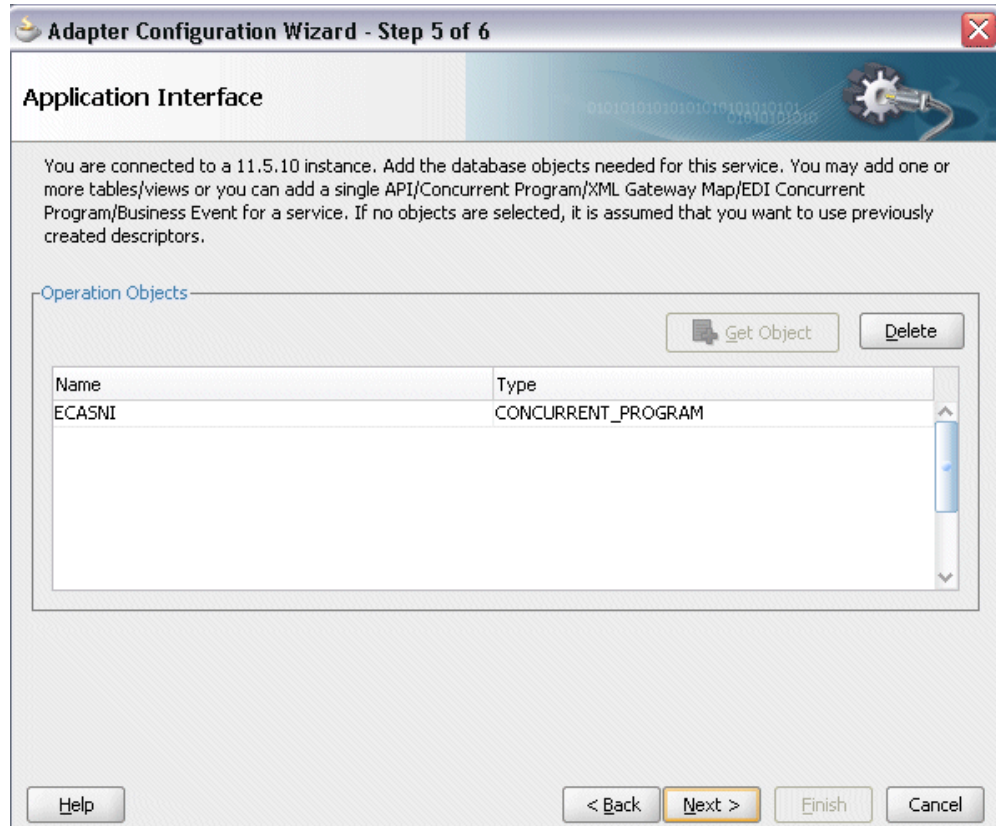 Adapter Configuration Wizard - Step 5 of 6
Application Interface
You are connected to a 11.5.10 instance. Add the database objects needed for this service. You may add one or
more tables/views or you can add a single API/Concurrent Program/XML Gateway Map/EDI Concurrent
Program/Business Event for a service. If no objects are selected, it is assumed that you want to use previously
created descriptors.
Operation Objects
Get Object
Delete
Name Type
ECASNI CONCURRENT_PROGRAM
Help
< Back
Next >
Finish
Cancel